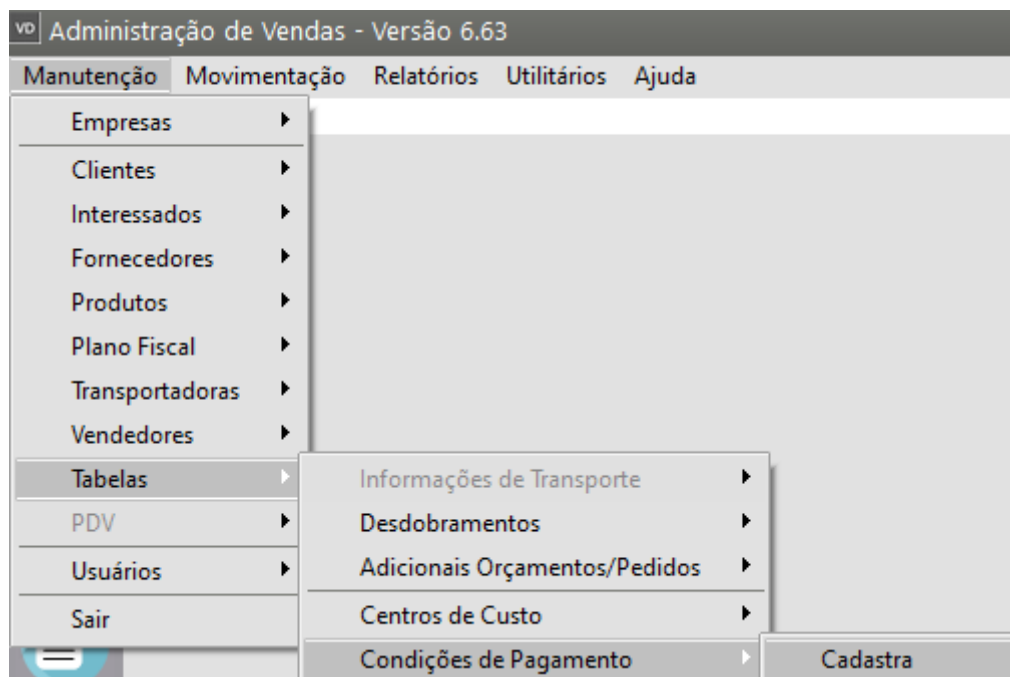 VD Administração de Vendas - Versão 6.63
Manutenção Movimentação Relatórios Utilitários Ajuda
Empresas
Clientes
Interessados
Fornecedores
Produtos
Plano Fiscal
Transportadoras
Vendedores
Tabelas
PDV
Usuários
Sair
Informações de Transporte
Desdobramentos
Adicionais Orçamentos/Pedidos
Centros de Custo
Condições de Pagamento
Cadastra